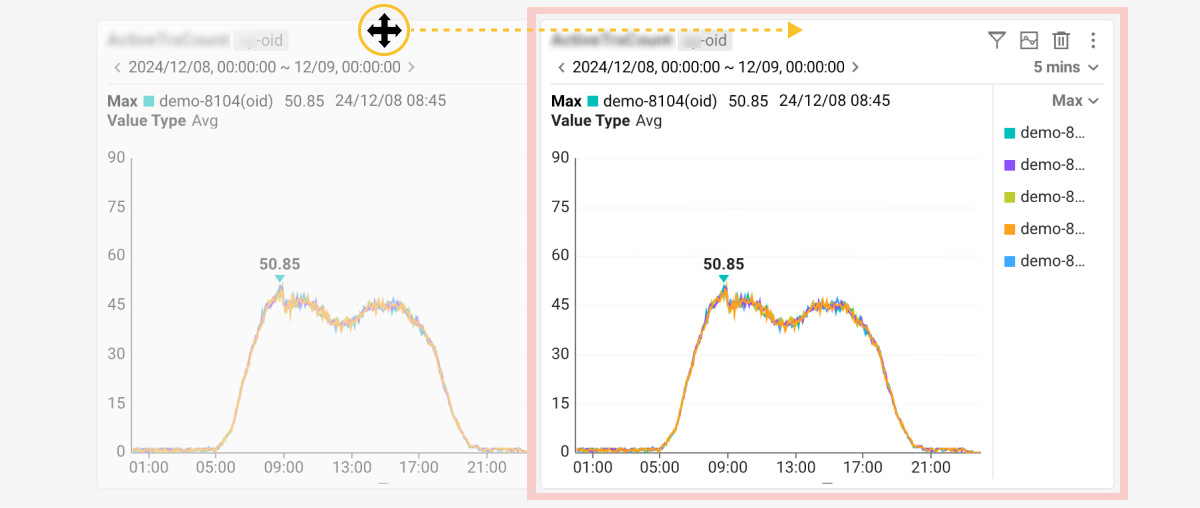 -oid
2024/12/08, 00:00:00 ~ 12/09, 00:00:00
Max demo-8104(oid) 50.85 24/12/08 08:45
Value Type Avg
90
75
60
50.85
45
30
15
0
01:00 05:00 09:00 13:00 17:00 21:00
-oid
2024/12/08, 00:00:00 ~ 12/09, 00:00:00
5 mins
Max demo-8104(oid) 50.85 24/12/08 08:45
Value Type Avg
Max
demo-8...
demo-8...
demo-8...
demo-8...
demo-8...
90
75
60
50.85
45
30
15
0
01:00 05:00 09:00 13:00 17:00 21:00